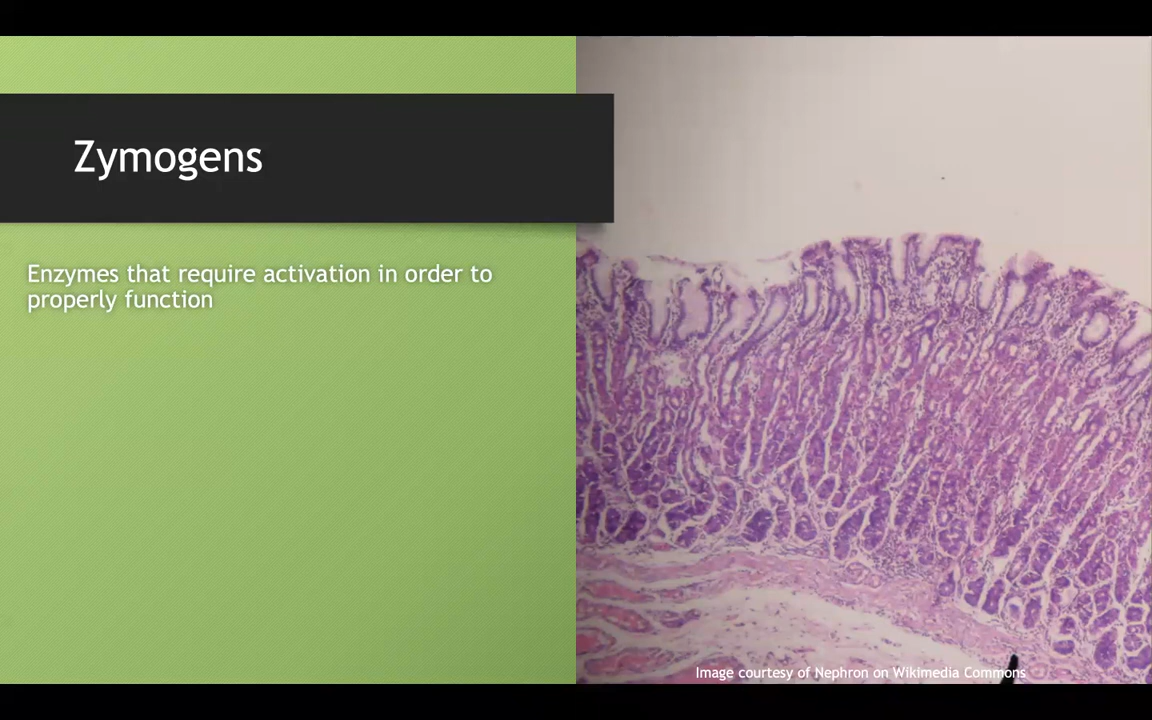 Zymogens
Enzymes that require activation in order to
properly function
Image courtesy of Nephron on Wikimedia Commons